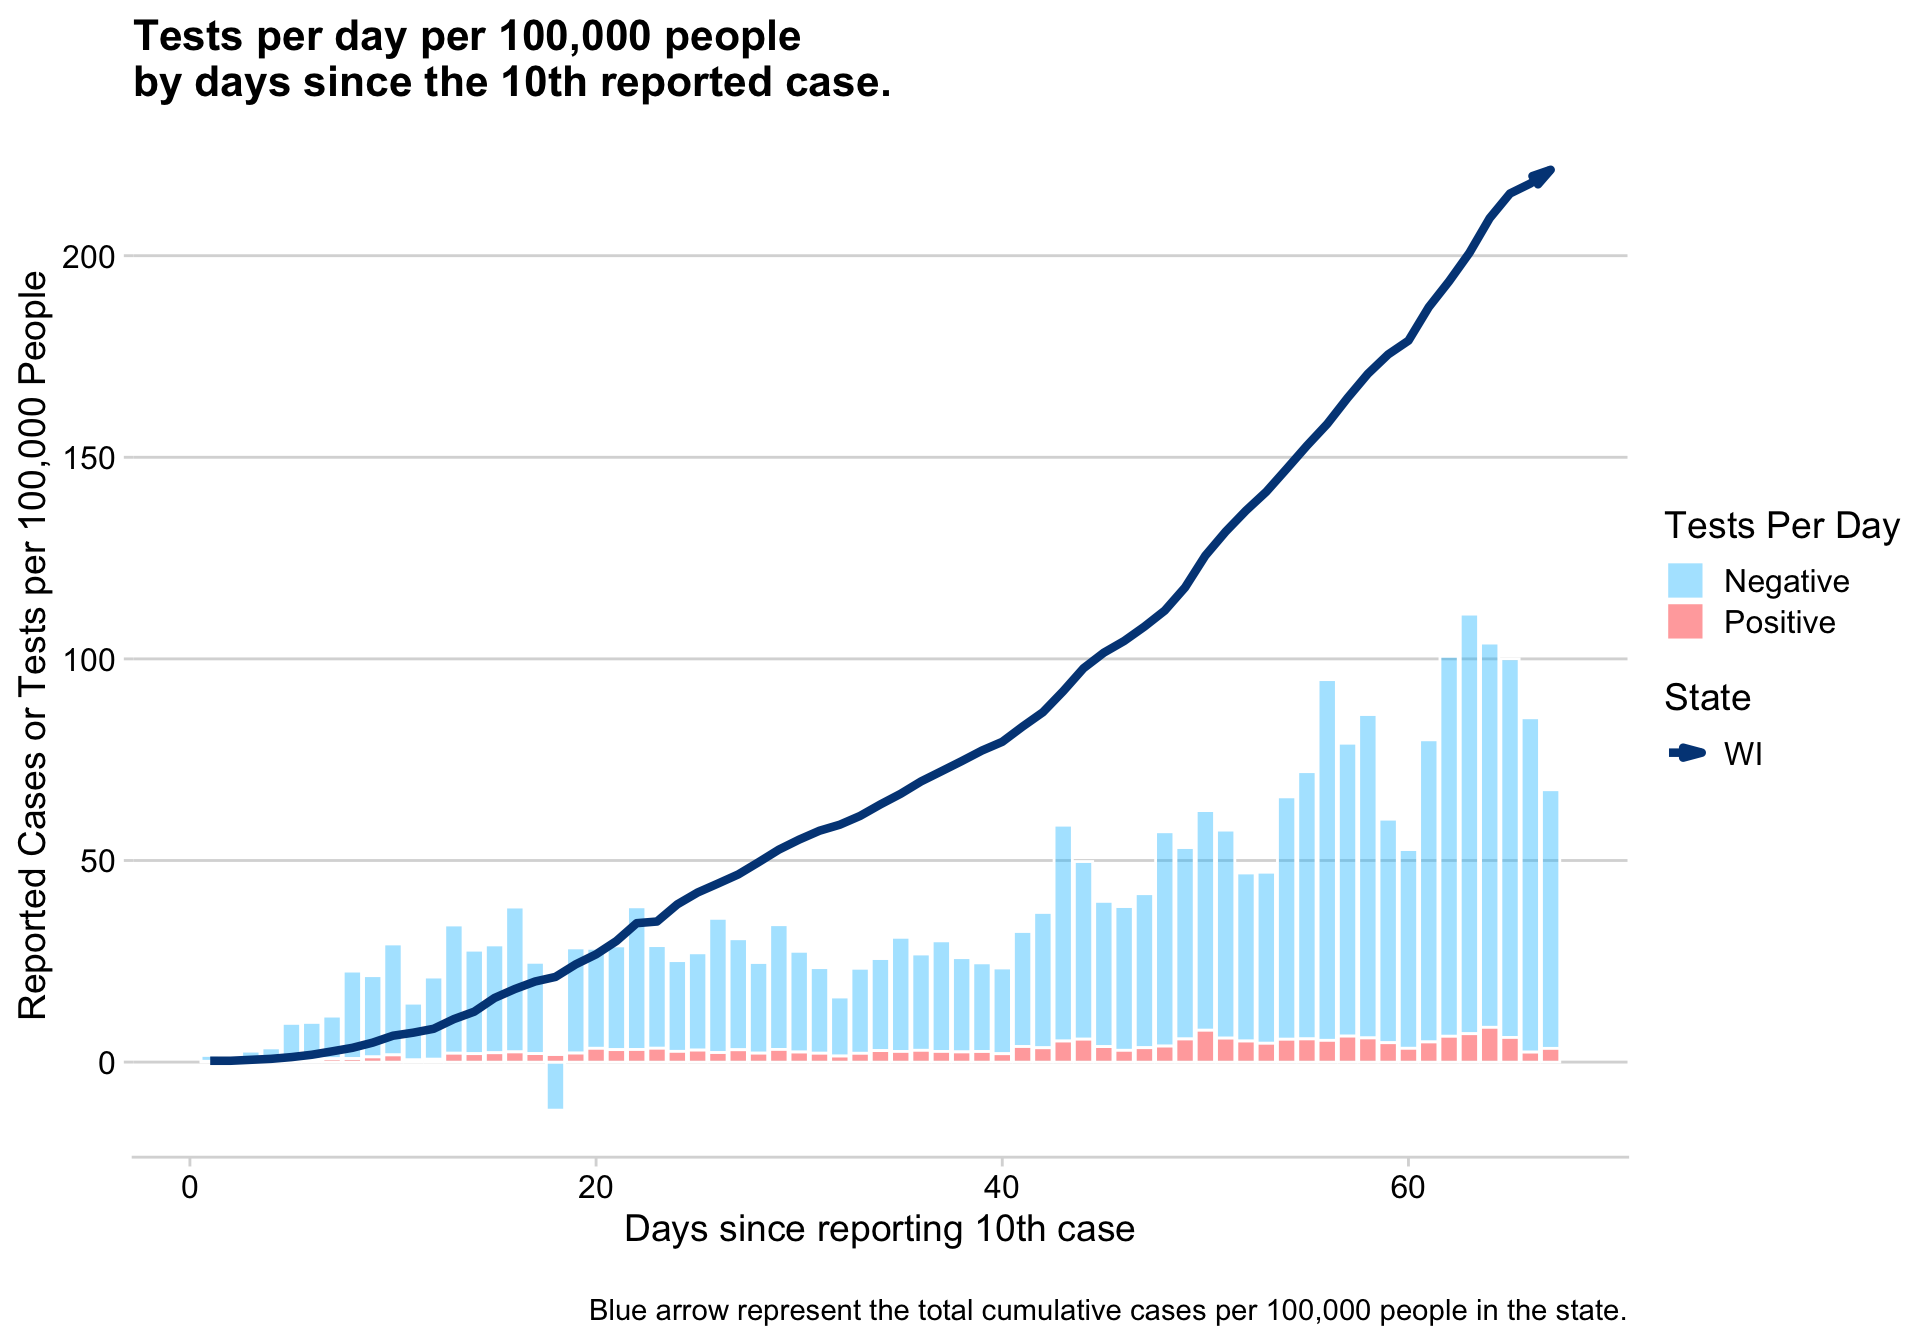 Tests per day per 100,000 people
by days since the 10th reported case.
Reported Cases or Tests per 100,000 People
200
150
100
50
0
0
20
40
60
Days since reporting 10th case
Tests Per Day
Negative
Positive
State
WI
Blue arrow represent the total cumulative cases per 100,000 people in the state.